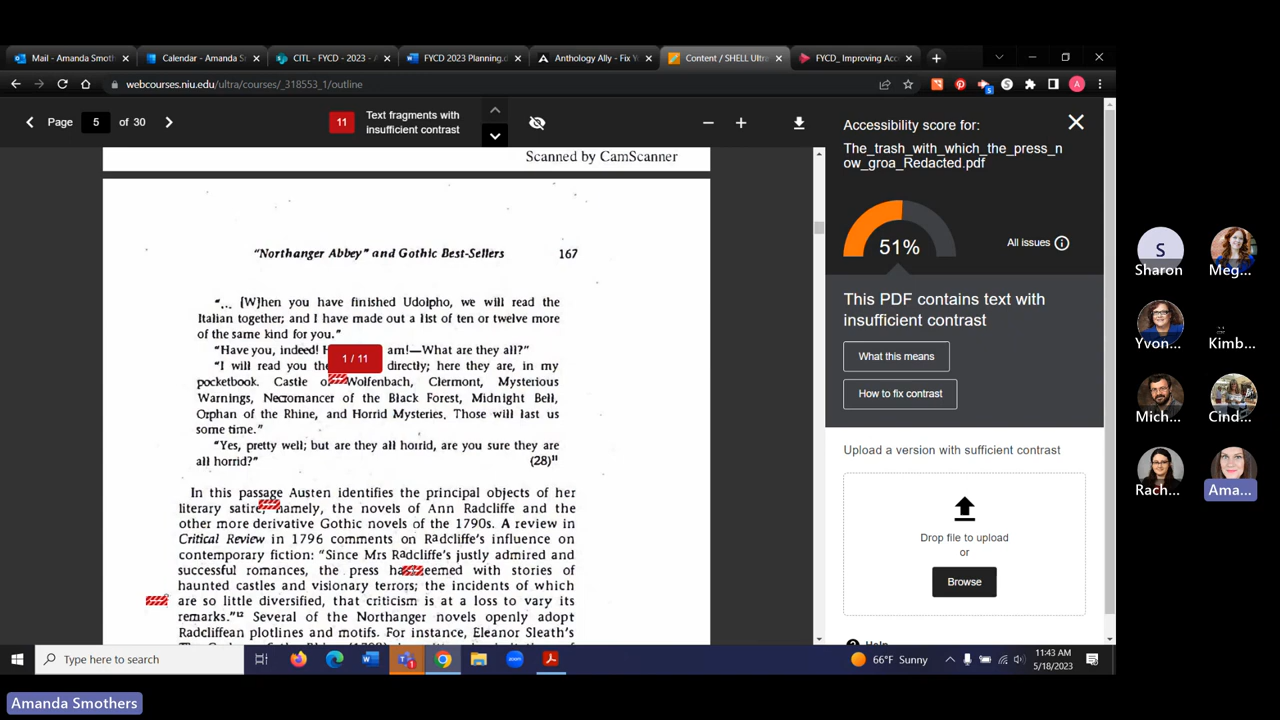 Mail - Amanda Smoth
Calendar - Amanda S
CITL - FYCD - 2023 - A
FYCD 2023 Planning.d
Anthology Ally - Fix Y
Content / SHELL Ultra
FYCD_ Improving Acc
webcourses.niu.edu/ultra/courses/_318553_1/outline
Page 5 of 30
11 Text fragments with
insufficient contrast
Scanned by CamScanner
"Northanger Abbey" and Gothic Best-Sellers 167
"... [W]hen you have finished Udolpho, we will read the
Italian together; and I have made out a list of ten or twelve more
of the same kind for you."
"Have you, indeed! am!—What are they all?"
1 / 11
"I will read you directly; here they are, in my
pocketbook. Castle of Wolfenbach, Clermont, Mysterious
Warnings, Necromancer of the Black Forest, Midnight Bell,
Orphan of the Rhine, and Horrid Mysteries. Those will last us
some time."
"Yes, pretty well; but are they all horrid, are you sure they are
all horrid?" (28)11
In this passage Austen identifies the principal objects of her
literary satire, namely, the novels of Ann Radcliffe and the
other more derivative Gothic novels of the 1790s. A review in
Critical Review in 1796 comments on Radcliffe's influence on
contemporary fiction: "Since Mrs Radcliffe's justly admired and
successful romances, the press has teemed with stories of
haunted castles and visionary terrors; the incidents of which
are so little diversified, that criticism is at a loss to vary its
remarks."12 Several of the Northanger novels openly adopt
Radcliffean plotlines and motifs. For instance, Eleanor Sleath's
Accessibility score for:
The_trash_with_which_the_press_n
ow_groa_Redacted.pdf
51%
All issues
This PDF contains text with
insufficient contrast
What this means
How to fix contrast
Upload a version with sufficient contrast
Drop file to upload
or
Browse
Help
S
Sharon
Meg...
Yvon...
Kimb...
Mich...
Cind...
Rach...
Ama...
Type here to search
66°F Sunny
11:43 AM
5/18/2023
Amanda Smothers